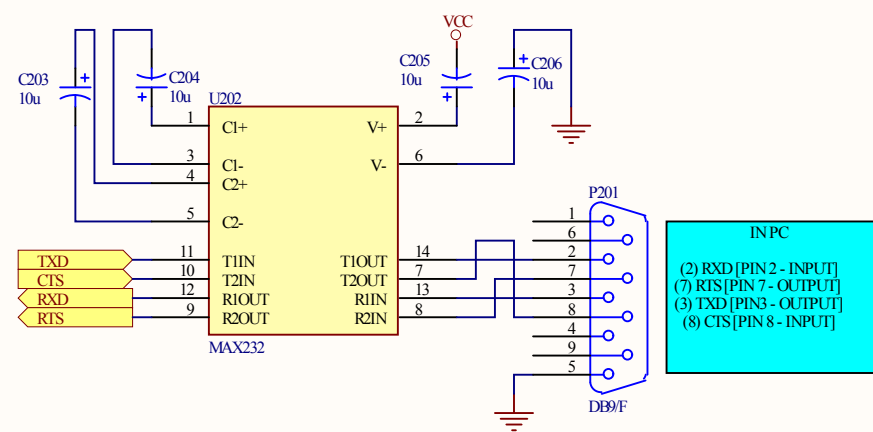 VCC
C203
10u
+
C204
10u
+
C205
10u
+
C206
10u
+
U202
1 C1+ V+ 2
3 C1- V- 6
4 C2+
5 C2-
TXD 11 T1IN T1OUT 14
CTS 10 T2IN T2OUT 7
RXD 12 R1OUT R1IN 13
RTS 9 R2OUT R2IN 8
MAX232
P201
1
6
2
7
3
8
4
9
5
DB9/F
IN PC
(2) RXD [PIN 2 - INPUT]
(7) RTS [PIN 7 - OUTPUT]
(3) TXD [PIN3 - OUTPUT]
(8) CTS [PIN 8 - INPUT]